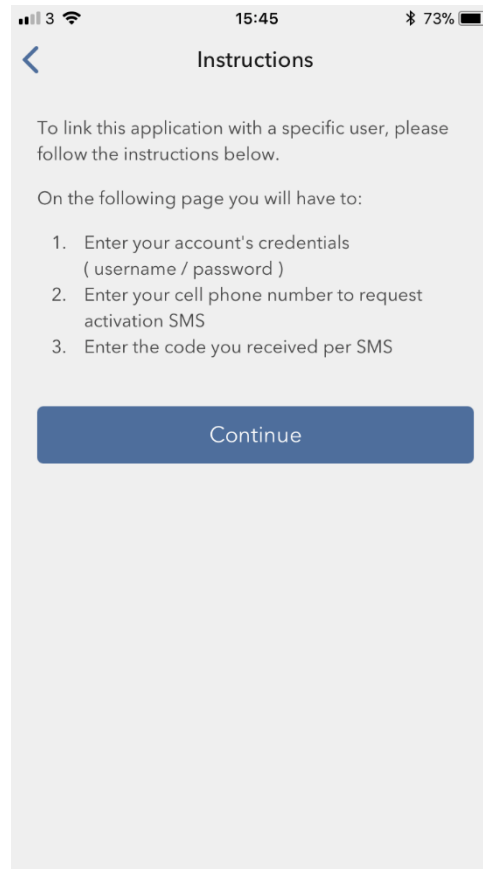 3 15:45 73%
Instructions
To link this application with a specific user, please
follow the instructions below.
On the following page you will have to:
1. Enter your account's credentials
( username / password )
2. Enter your cell phone number to request
activation SMS
3. Enter the code you received per SMS
Continue